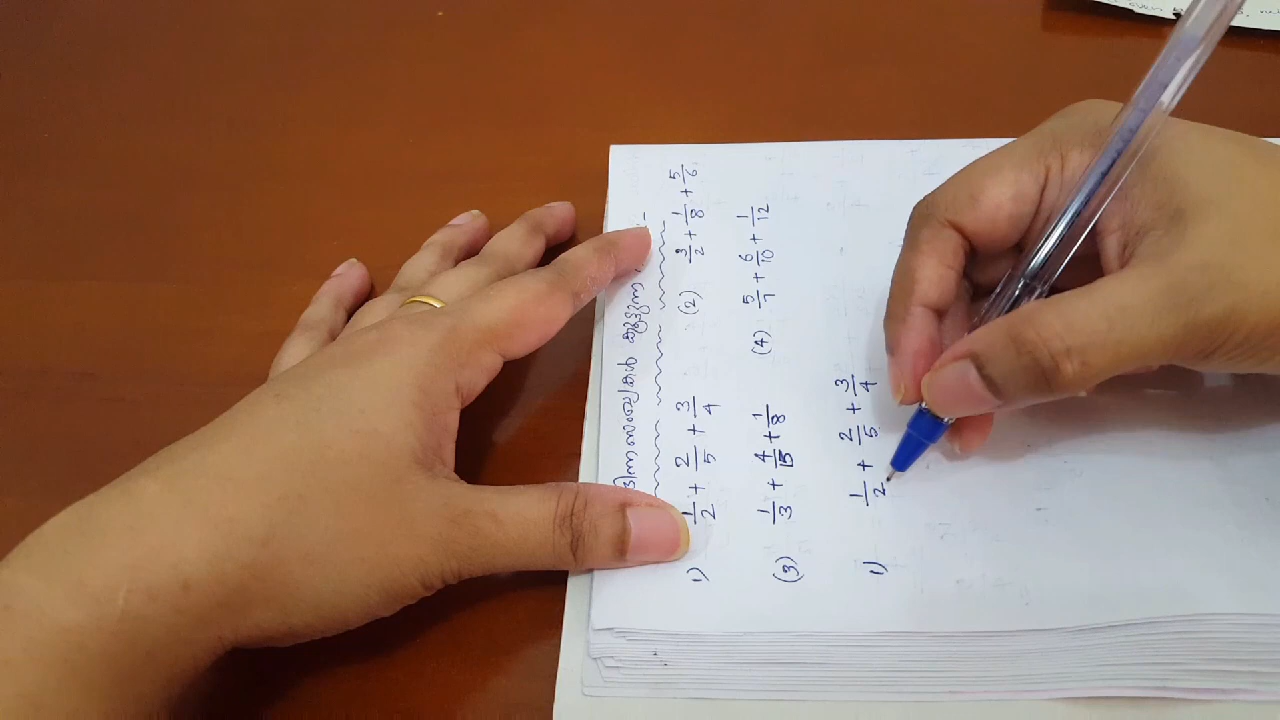 ഭിന്നസംഖ്യകൾ കൂട്ടുന്ന
1) 1/2 + 2/5 + 3/4 (2) 3/2 + 1/8 + 5/6
(3) 1/3 + 4/15 + 1/8 (4) 5/7 + 6/10 + 1/12
1) 1/2 + 2/5 + 3/4